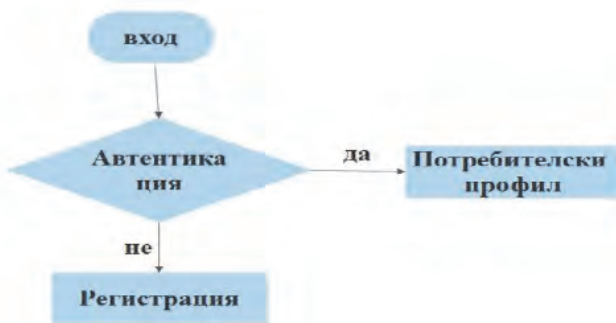 вход
Автентика
ция
да
Потребителски
профил
не
Регистрация